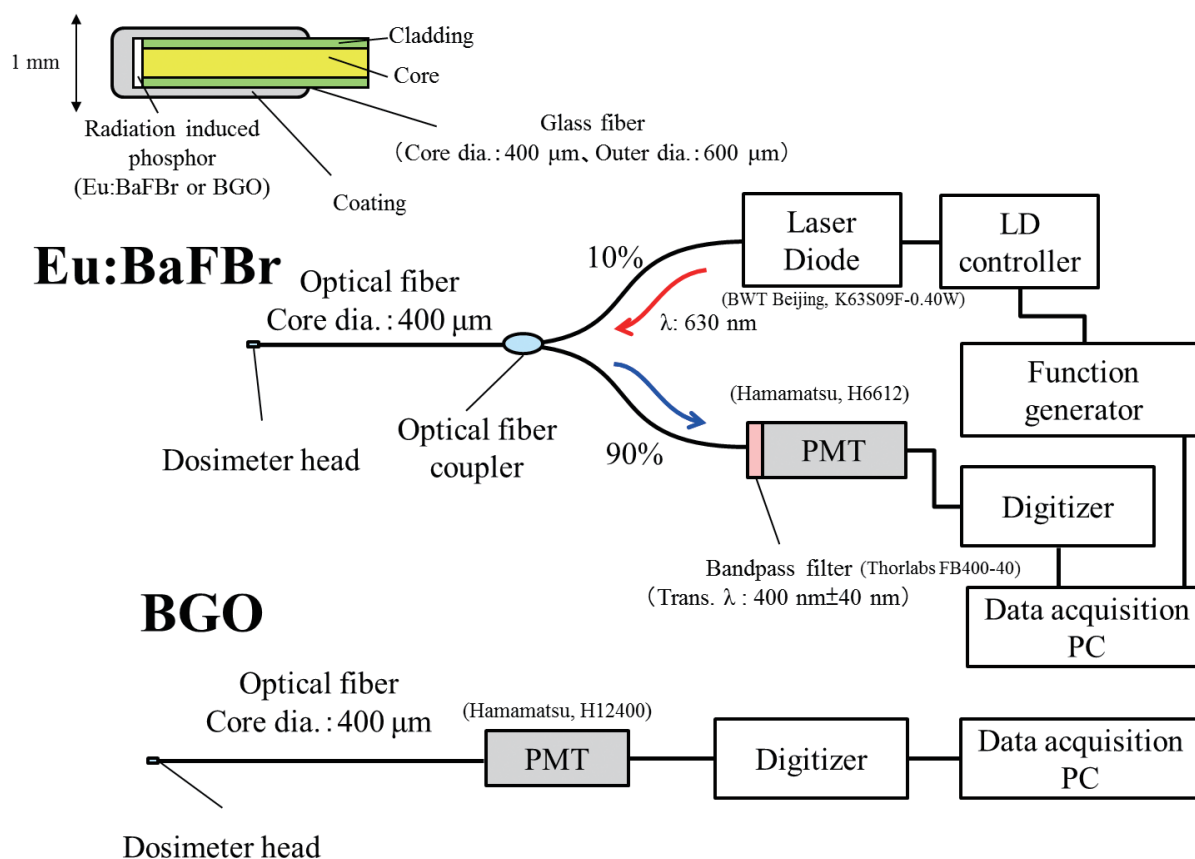 1 mm
Cladding
Core
Radiation induced
phosphor
(Eu:BaFBr or BGO)
Glass fiber
(Core dia.:400 μm、Outer dia.:600 μm)
Coating
Eu:BaFBr
Optical fiber
Core dia.:400 μm
10%
Laser
Diode
LD
controller
(BWT Beijing, K63S09F-0.40W)
λ: 630 nm
Function
generator
(Hamamatsu, H6612)
Dosimeter head
Optical fiber
coupler
90%
PMT
Digitizer
Bandpass filter (Thorlabs FB400-40)
(Trans. λ : 400 nm±40 nm)
Data acquisition
PC
BGO
Optical fiber
Core dia.:400 μm
(Hamamatsu, H12400)
PMT
Digitizer
Data acquisition
PC
Dosimeter head